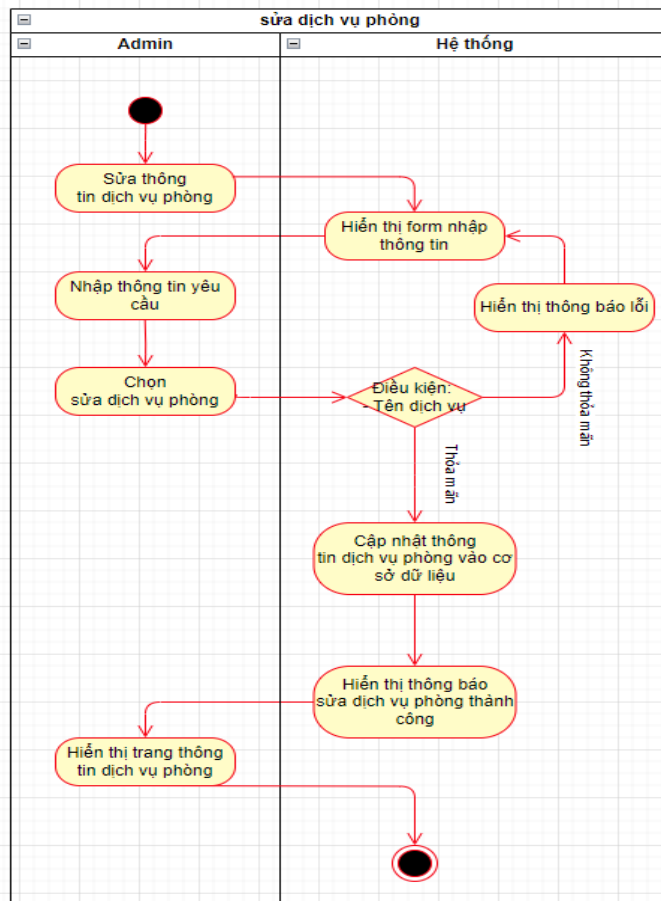 sửa dịch vụ phòng
Admin
Hệ thống
Sửa thông
tin dịch vụ phòng
Hiển thị form nhập
thông tin
Nhập thông tin yêu
cầu
Hiển thị thông báo lỗi
Chọn
sửa dịch vụ phòng
Điều kiện:
- Tên dịch vụ
Không thỏa mãn
Thỏa mãn
Cập nhật thông
tin dịch vụ phòng vào cơ
sở dữ liệu
Hiển thị thông báo
sửa dịch vụ phòng thành
công
Hiển thị trang thông
tin dịch vụ phòng